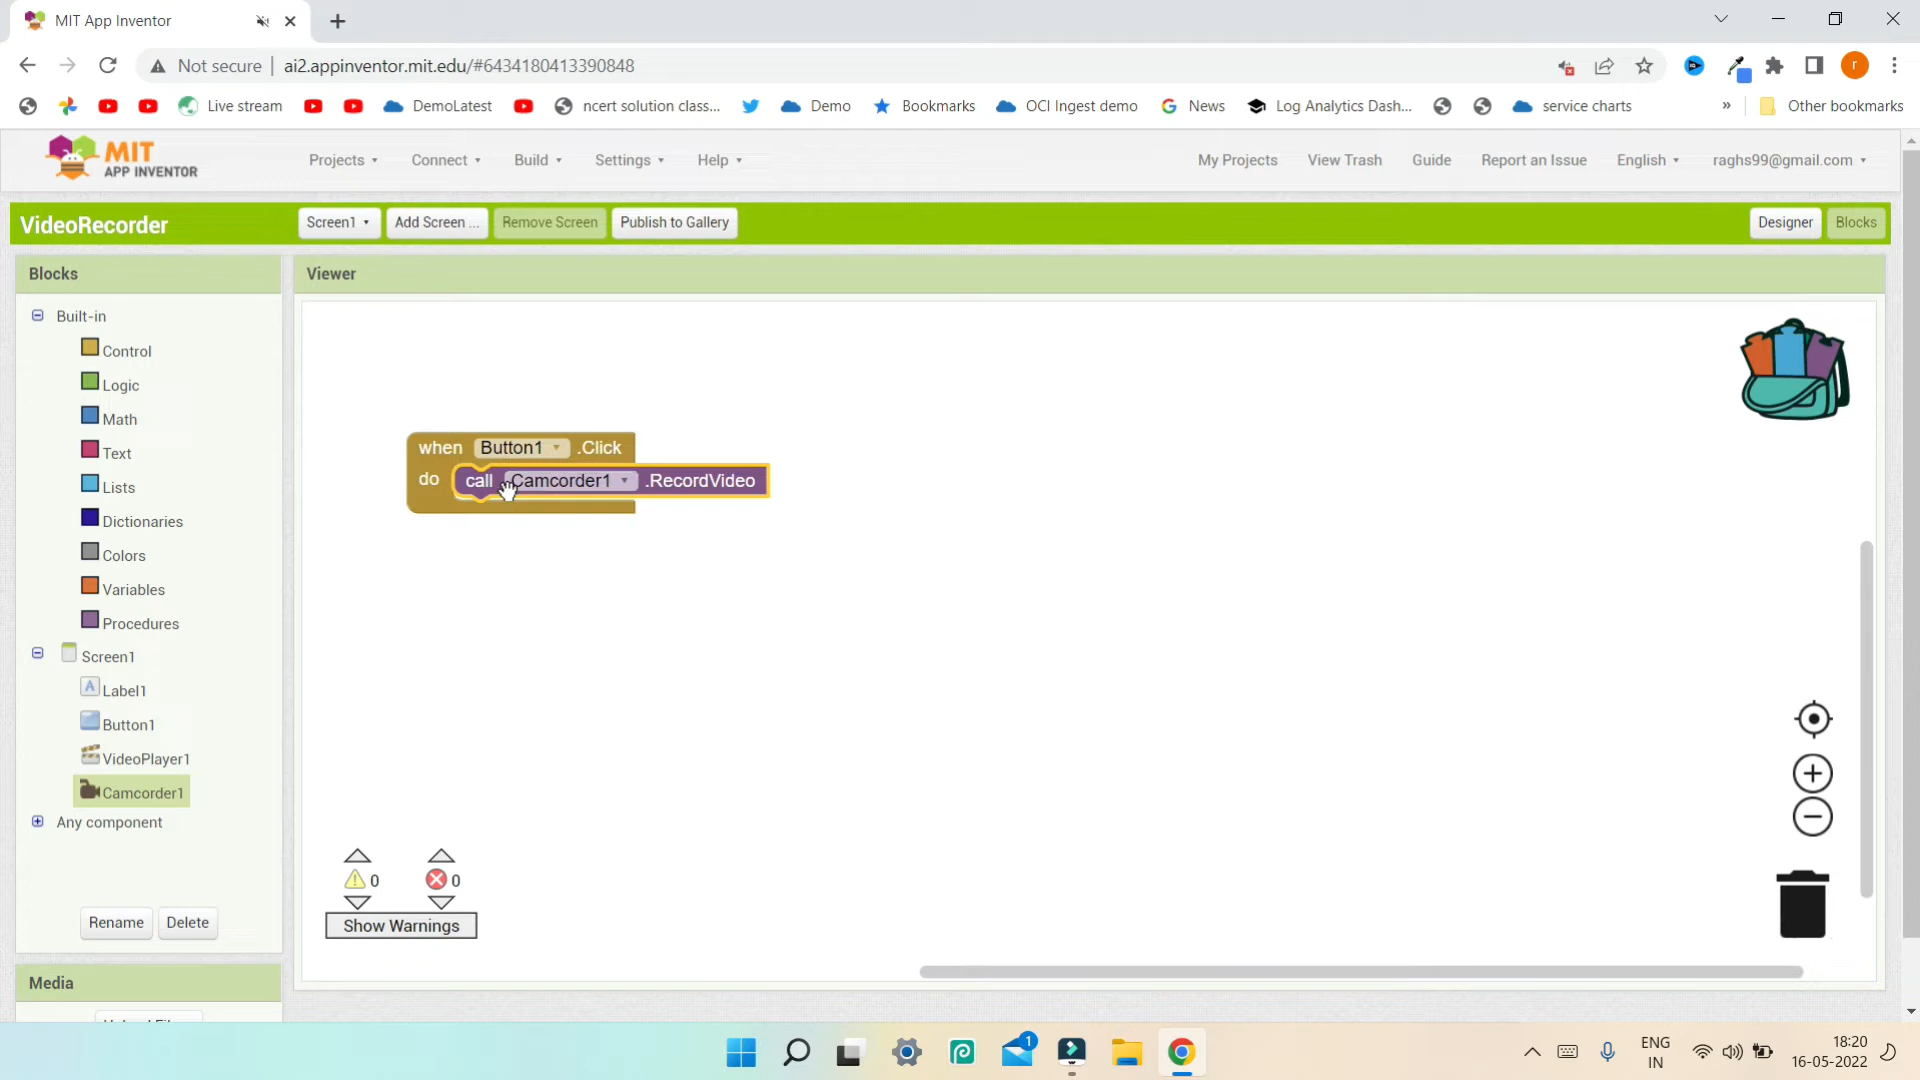 MIT App Inventor
Not secure | ai2.appinventor.mit.edu/#6434180413390848
r
Live stream
DemoLatest
ncert solution class...
Demo
Bookmarks
OCI Ingest demo
News
Log Analytics Dash...
service charts
»
Other bookmarks
MIT
APP INVENTOR
Projects
Connect
Build
Settings
Help
My Projects
View Trash
Guide
Report an Issue
English
raghs99@gmail.com
VideoRecorder
Screen1
Add Screen ...
Remove Screen
Publish to Gallery
Designer
Blocks
Blocks
Viewer
Built-in
Control
Logic
Math
Text
Lists
Dictionaries
Colors
Variables
Procedures
Screen1
A Label1
Button1
VideoPlayer1
Camcorder1
Any component
Rename
Delete
Media
when Button1 .Click
do call Camcorder1 .RecordVideo
0
0
Show Warnings
1
ENG
IN
18:20
16-05-2022